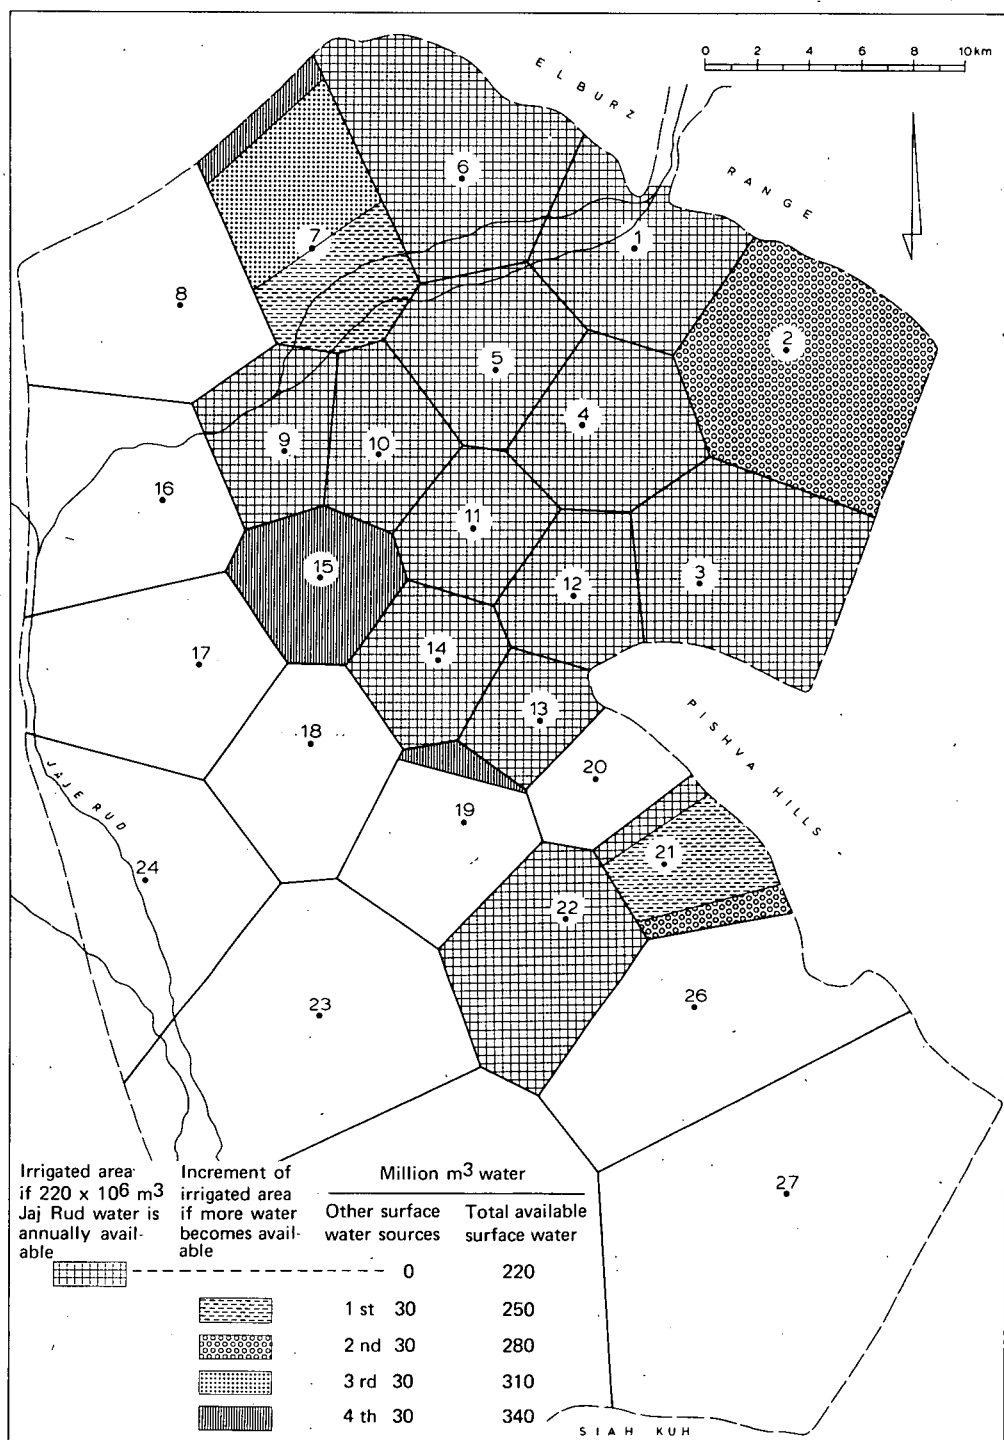 0 2 4 6 8 10 km
ELBURZ
RANGE
6
1
7
8
2
5
4
9
10
16
11
3
15
12
14
17
13
18
PISHVA HILLS
20
JAJE RUD
19
21
24
22
23
26
27
Irrigated area if 220 x 10⁶ m³ Jaj Rud water is annually avail-able
Increment of irrigated area if more water becomes avail-able
Million m³ water
Other surface water sources
Total available surface water
0 220
1 st 30 250
2 nd 30 280
3 rd 30 310
4 th 30 340
SIAH KUH